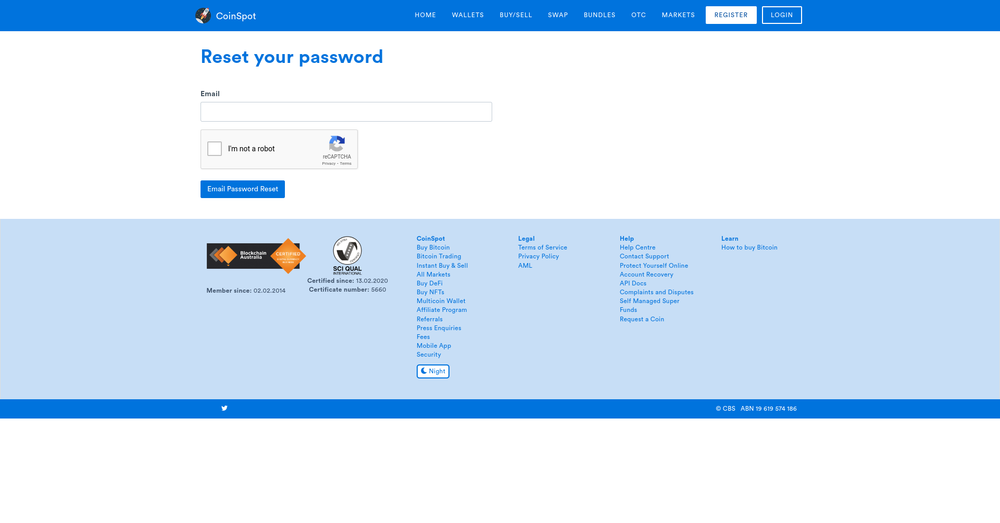 CoinSpot
HOME WALLETS BUY/SELL SWAP BUNDLES OTC MARKETS REGISTER LOGIN
Reset your password
Email
I'm not a robot
reCAPTCHA
Privacy - Terms
Email Password Reset
Blockchain
Australia
CERTIFIED
DIGITAL CURRENCY
BUSINESS
Member since: 02.02.2014
ISO 27001
CERTIFIED
SCI QUAL
INTERNATIONAL
Certified since: 13.02.2020
Certificate number: 5660
CoinSpot
Buy Bitcoin
Bitcoin Trading
Instant Buy & Sell
All Markets
Buy DeFi
Buy NFTs
Multicoin Wallet
Affiliate Program
Referrals
Press Enquiries
Fees
Mobile App
Security
Night
Legal
Terms of Service
Privacy Policy
AML
Help
Help Centre
Contact Support
Protect Yourself Online
Account Recovery
API Docs
Complaints and Disputes
Self Managed Super
Funds
Request a Coin
Learn
How to buy Bitcoin
© CBS ABN 19 619 574 186